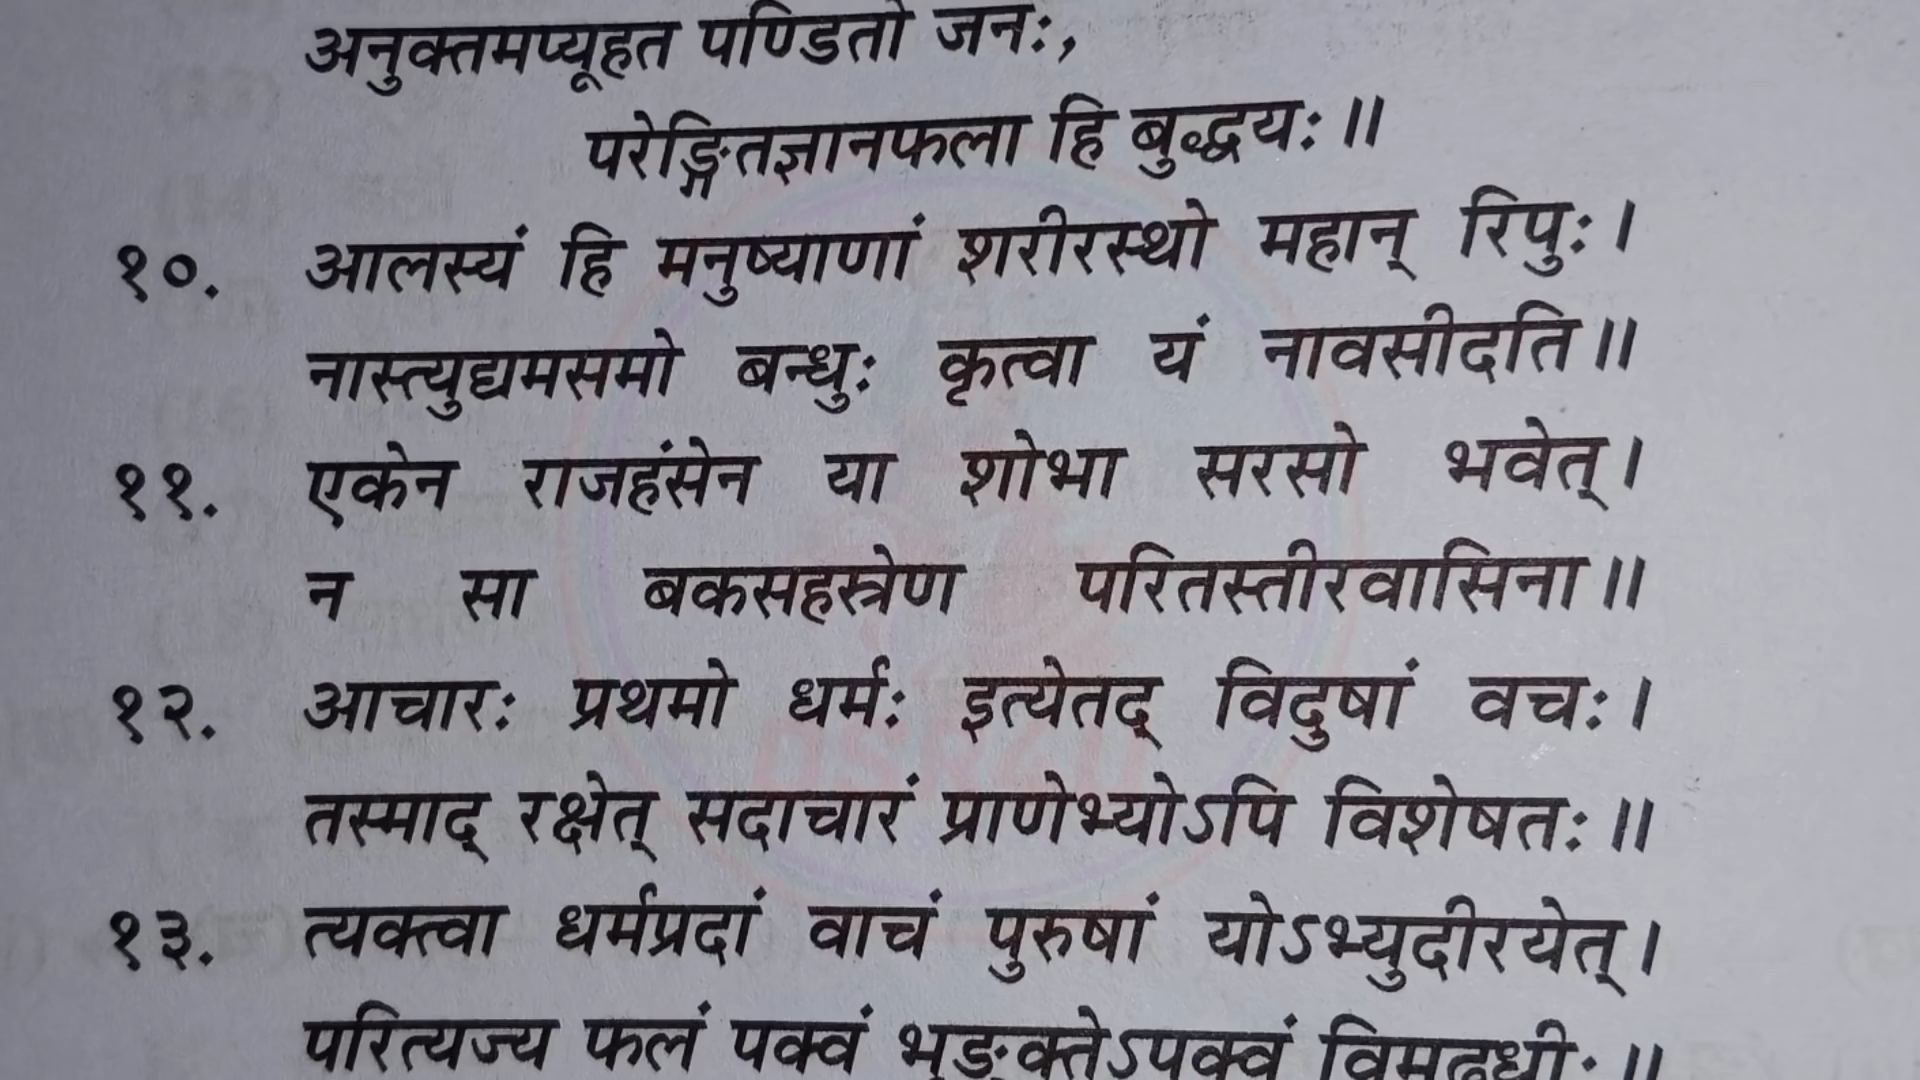 अनुक्तमप्यूहत पण्डितो जनः,
परेङ्गितज्ञानफला हि बुद्धयः॥
१०. आलस्यं हि मनुष्याणां शरीरस्थो महान् रिपुः।
नास्त्युद्यमसमो बन्धुः कृत्वा यं नावसीदति॥
११. एकेन राजहंसेन या शोभा सरसो भवेत्।
न सा बकसहस्त्रेण परितस्तीरवासिना॥
१२. आचारः प्रथमो धर्मः इत्येतद् विदुषां वचः।
तस्माद् रक्षेत् सदाचारं प्राणेभ्योऽपि विशेषतः॥
१३. त्यक्त्वा धर्मप्रदां वाचं पुरुषां योऽभ्युदीरयेत्।
परित्यज्य फलं पक्वं भुङ्क्तेऽपक्वं विमूढधीः॥